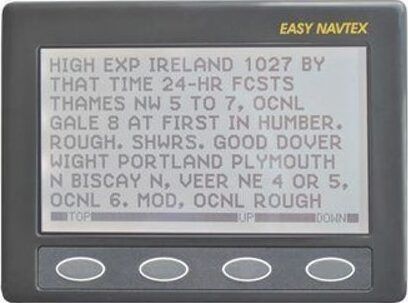 EASY NAVTEX
HIGH EXP IRELAND 1027 BY
THAT TIME 24-HR FCSTS
THAMES NW 5 TO 7, OCNL
GALE 8 AT FIRST IN HUMBER.
ROUGH. SHWRS. GOOD DOVER
WIGHT PORTLAND PLYMOUTH
N BISCAY N, VEER NE 4 OR 5,
OCNL 6. MOD, OCNL ROUGH
TOP UP DOWN